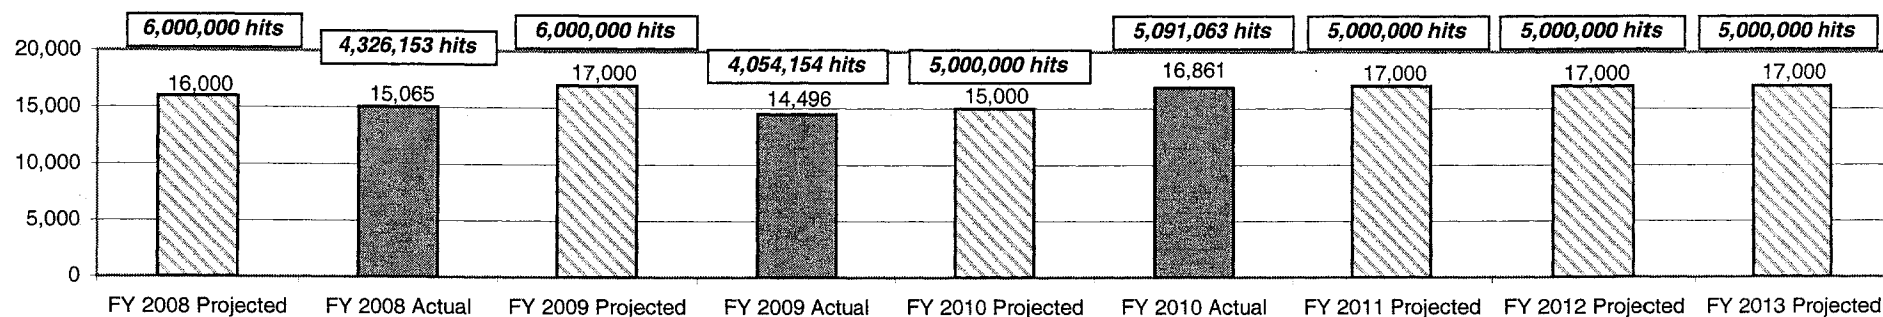 6,000,000 hits
4,326,153 hits
6,000,000 hits
4,054,154 hits
5,000,000 hits
5,091,063 hits
5,000,000 hits
5,000,000 hits
5,000,000 hits
20,000
15,000
10,000
5,000
0
16,000
15,065
17,000
14,496
15,000
16,861
17,000
17,000
17,000
FY 2008 Projected
FY 2008 Actual
FY 2009 Projected
FY 2009 Actual
FY 2010 Projected
FY 2010 Actual
FY 2011 Projected
FY 2012 Projected
FY 2013 Projected